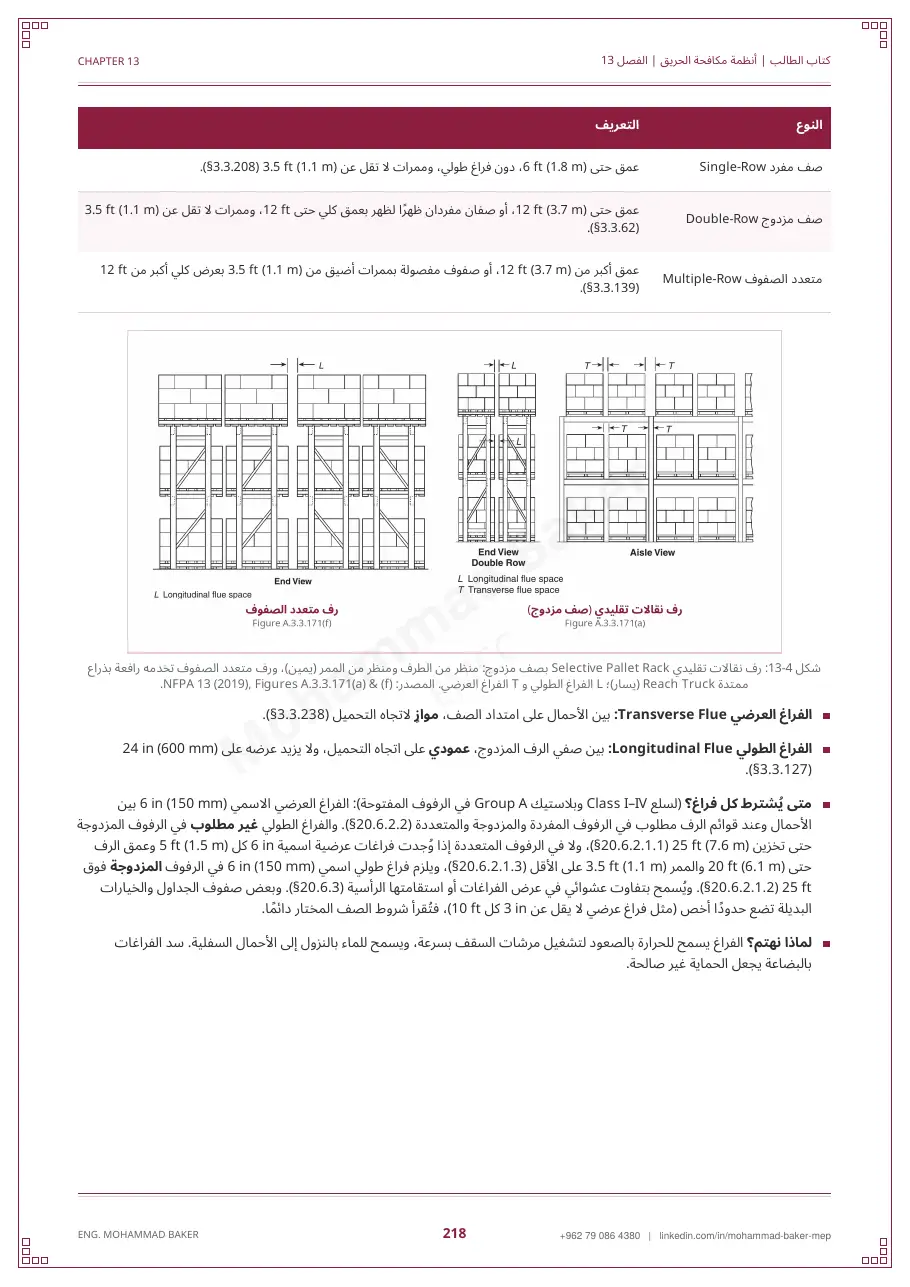 كتاب الطالب | أنظمة مكافحة الحريق | الفصل 13
CHAPTER 13
النوع التعريف
صف مفرد Single-Row عمق حتى 6 ft (1.8 m)، دون فراغ طولي، وممرات لا تقل عن 3.5 ft (1.1 m) (§3.3.208).
صف مزدوج Double-Row عمق حتى 12 ft (3.7 m)، أو صفان مفردان ظهرًا لظهر بعمق كلي حتى 12 ft، وممرات لا تقل عن 3.5 ft (1.1 m)
(§3.3.62).
متعدد الصفوف Multiple-Row عمق أكبر من 12 ft (3.7 m)، أو صفوف مفصولة بممرات أضيق من 3.5 ft (1.1 m) بعرض كلي أكبر من 12 ft
(§3.3.139).
L L T T
L T T
End View
Double Row
Aisle View
L Longitudinal flue space
T Transverse flue space
End View
L Longitudinal flue space
رف نقالات تقليدي (صف مزدوج)
Figure A.3.3.171(a)
رف متعدد الصفوف
Figure A.3.3.171(f)
شكل 4-13: رف نقالات تقليدي Selective Pallet Rack بصف مزدوج: منظر من الطرف ومنظر من الممر (يمين)، ورف متعدد الصفوف تخدمه رافعة بذراع
ممتدة Reach Truck (يسار)؛ L الفراغ الطولي و T الفراغ العرضي. المصدر: NFPA 13 (2019), Figures A.3.3.171(a) & (f).
▪ الفراغ العرضي Transverse Flue: بين الأحمال على امتداد الصف، موازٍ لاتجاه التحميل (§3.3.238).
▪ الفراغ الطولي Longitudinal Flue: بين صفي الرف المزدوج، عمودي على اتجاه التحميل، ولا يزيد عرضه على 24 in (600 mm)
(§3.3.127).
▪ متى يُشترط كل فراغ؟ (لسلع Class I–IV وبلاستيك Group A في الرفوف المفتوحة): الفراغ العرضي الاسمي 6 in (150 mm) بين
الأحمال وعند قوائم الرف مطلوب في الرفوف المفردة والمزدوجة والمتعددة (§20.6.2.2). والفراغ الطولي غير مطلوب في الرفوف المزدوجة
حتى تخزين 25 ft (7.6 m) (§20.6.2.1.1)، ولا في الرفوف المتعددة إذا وُجدت فراغات عرضية اسمية 6 in كل 5 ft (1.5 m) وعمق الرف
حتى 20 ft (6.1 m) والممر 3.5 ft (1.1 m) على الأقل (§20.6.2.1.3)، ويلزم فراغ طولي اسمي 6 in (150 mm) في الرفوف المزدوجة فوق
25 ft (§20.6.2.1.2). ويُسمح بتفاوت عشوائي في عرض الفراغات أو استقامتها الرأسية (§20.6.3). وبعض صفوف الجداول والخيارات
البديلة تضع حدودًا أخص (مثل فراغ عرضي لا يقل عن 3 in كل 10 ft)، فتُقرأ شروط الصف المختار دائمًا.
▪ لماذا نهتم؟ الفراغ يسمح للحرارة بالصعود لتشغيل مرشات السقف بسرعة، ويسمح للماء بالنزول إلى الأحمال السفلية. سد الفراغات
بالبضاعة يجعل الحماية غير صالحة.
ENG. MOHAMMAD BAKER
218
+962 79 086 4380 | linkedin.com/in/mohammad-baker-mep